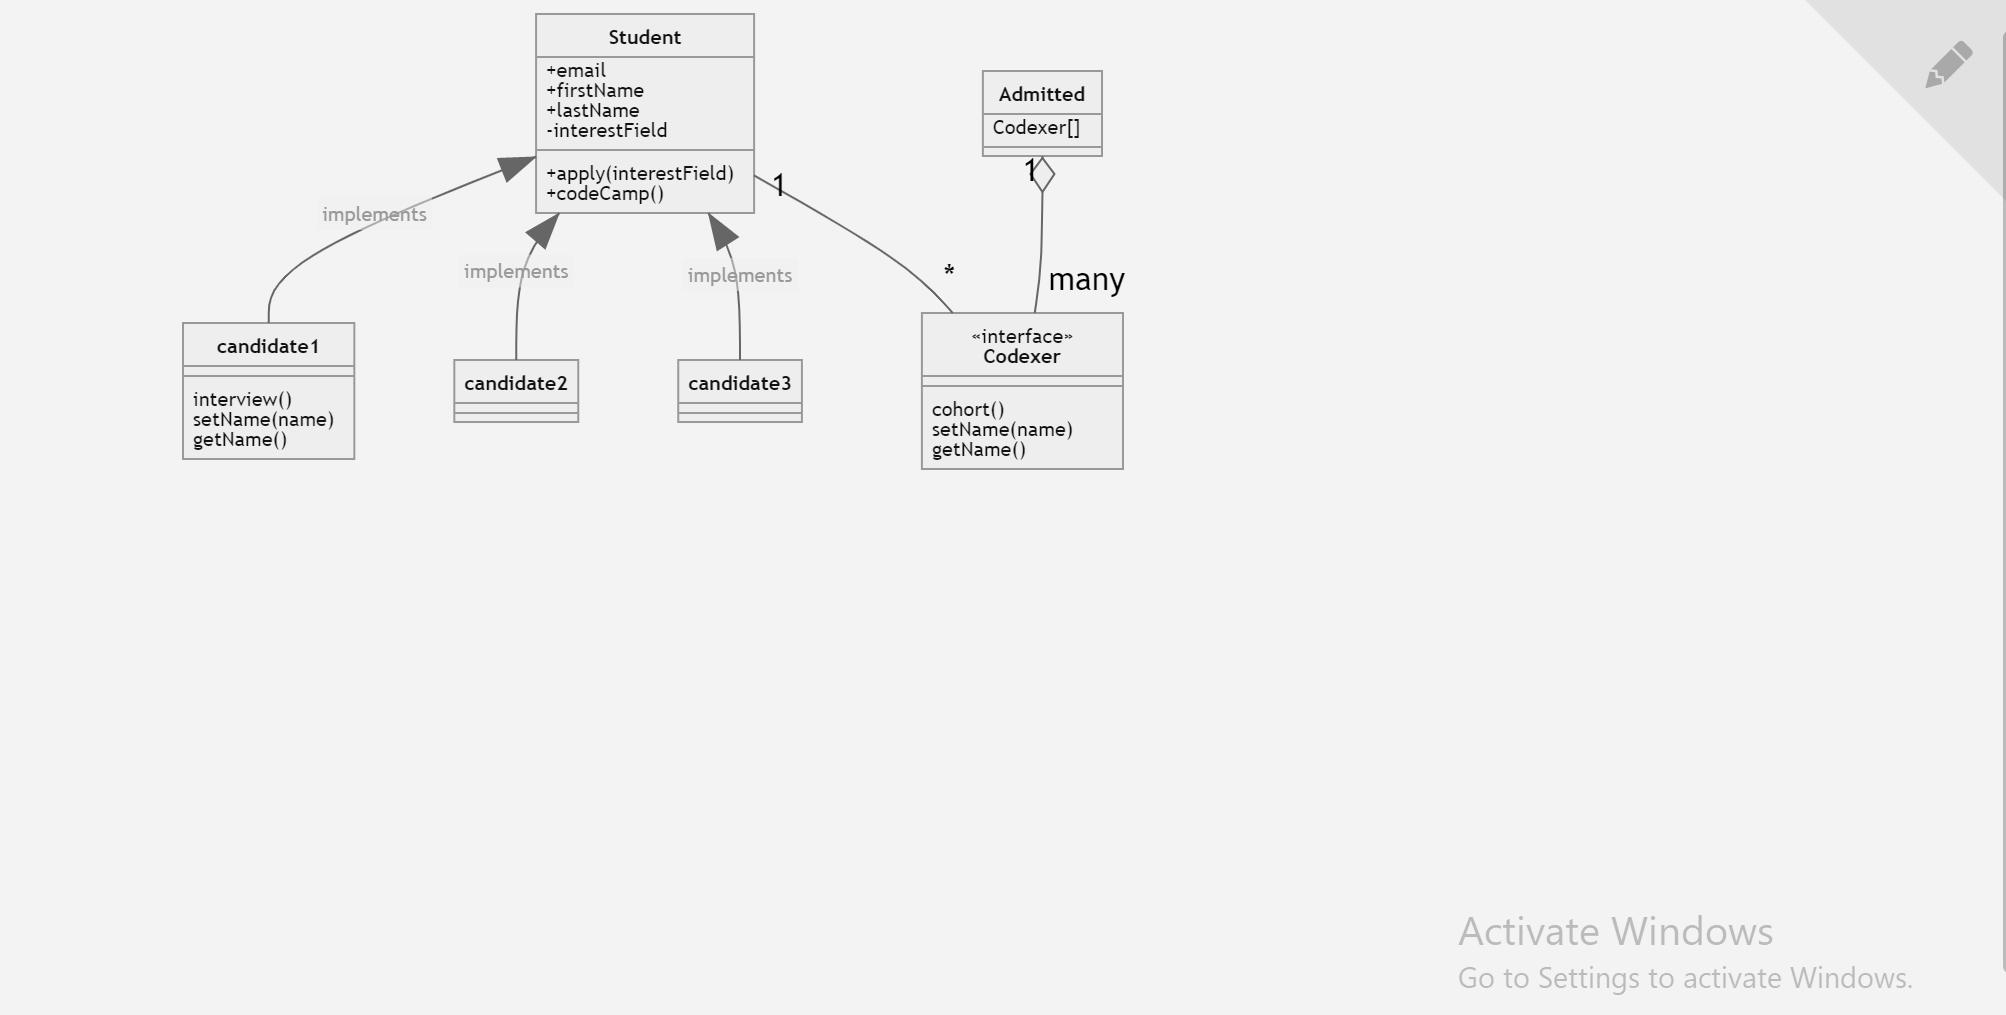 Student
+email
+firstName
+lastName
-interestField
+apply(interestField)
+codeCamp()
Admitted
Codexer[]
1
1
implements
implements
implements
*
many
candidate1
interview()
setName(name)
getName()
candidate2
candidate3
«interface»
Codexer
cohort()
setName(name)
getName()
Activate Windows
Go to Settings to activate Windows.